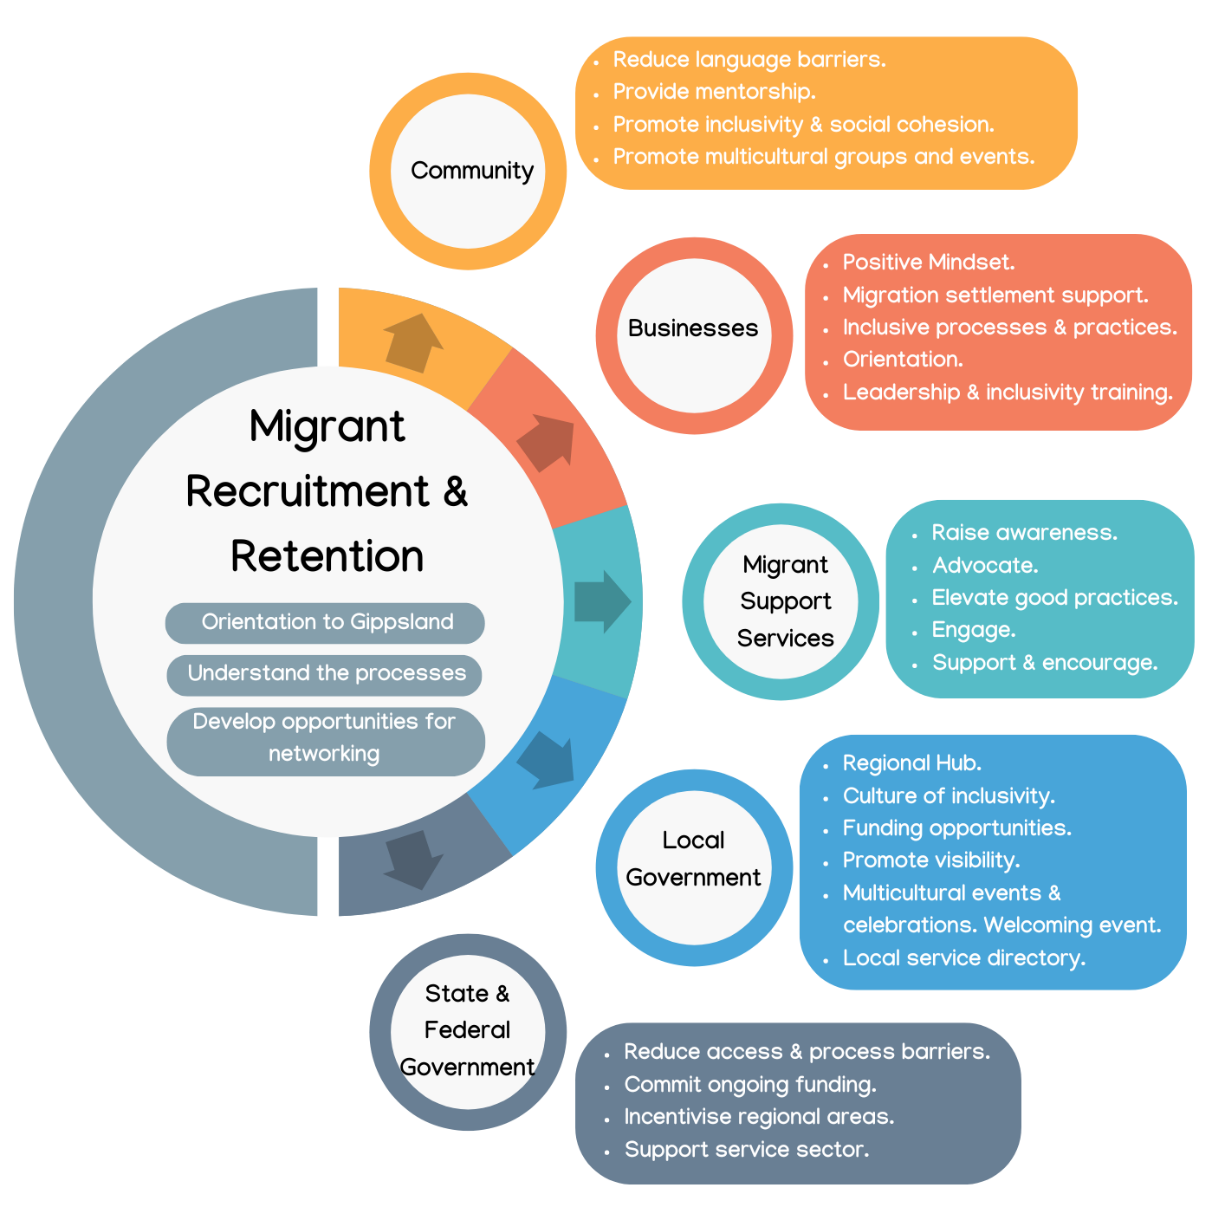 Community
• Reduce language barriers.
• Provide mentorship.
• Promote inclusivity & social cohesion.
• Promote multicultural groups and events.
Businesses
• Positive Mindset.
• Migration settlement support.
• Inclusive processes & practices.
• Orientation.
• Leadership & inclusivity training.
Migrant
Recruitment &
Retention
Orientation to Gippsland
Understand the processes
Develop opportunities for
networking
Migrant
Support
Services
• Raise awareness.
• Advocate.
• Elevate good practices.
• Engage.
• Support & encourage.
Local
Government
• Regional Hub.
• Culture of inclusivity.
• Funding opportunities.
• Promote visibility.
• Multicultural events &
celebrations. Welcoming event.
• Local service directory.
State &
Federal
Government
• Reduce access & process barriers.
• Commit ongoing funding.
• Incentivise regional areas.
• Support service sector.